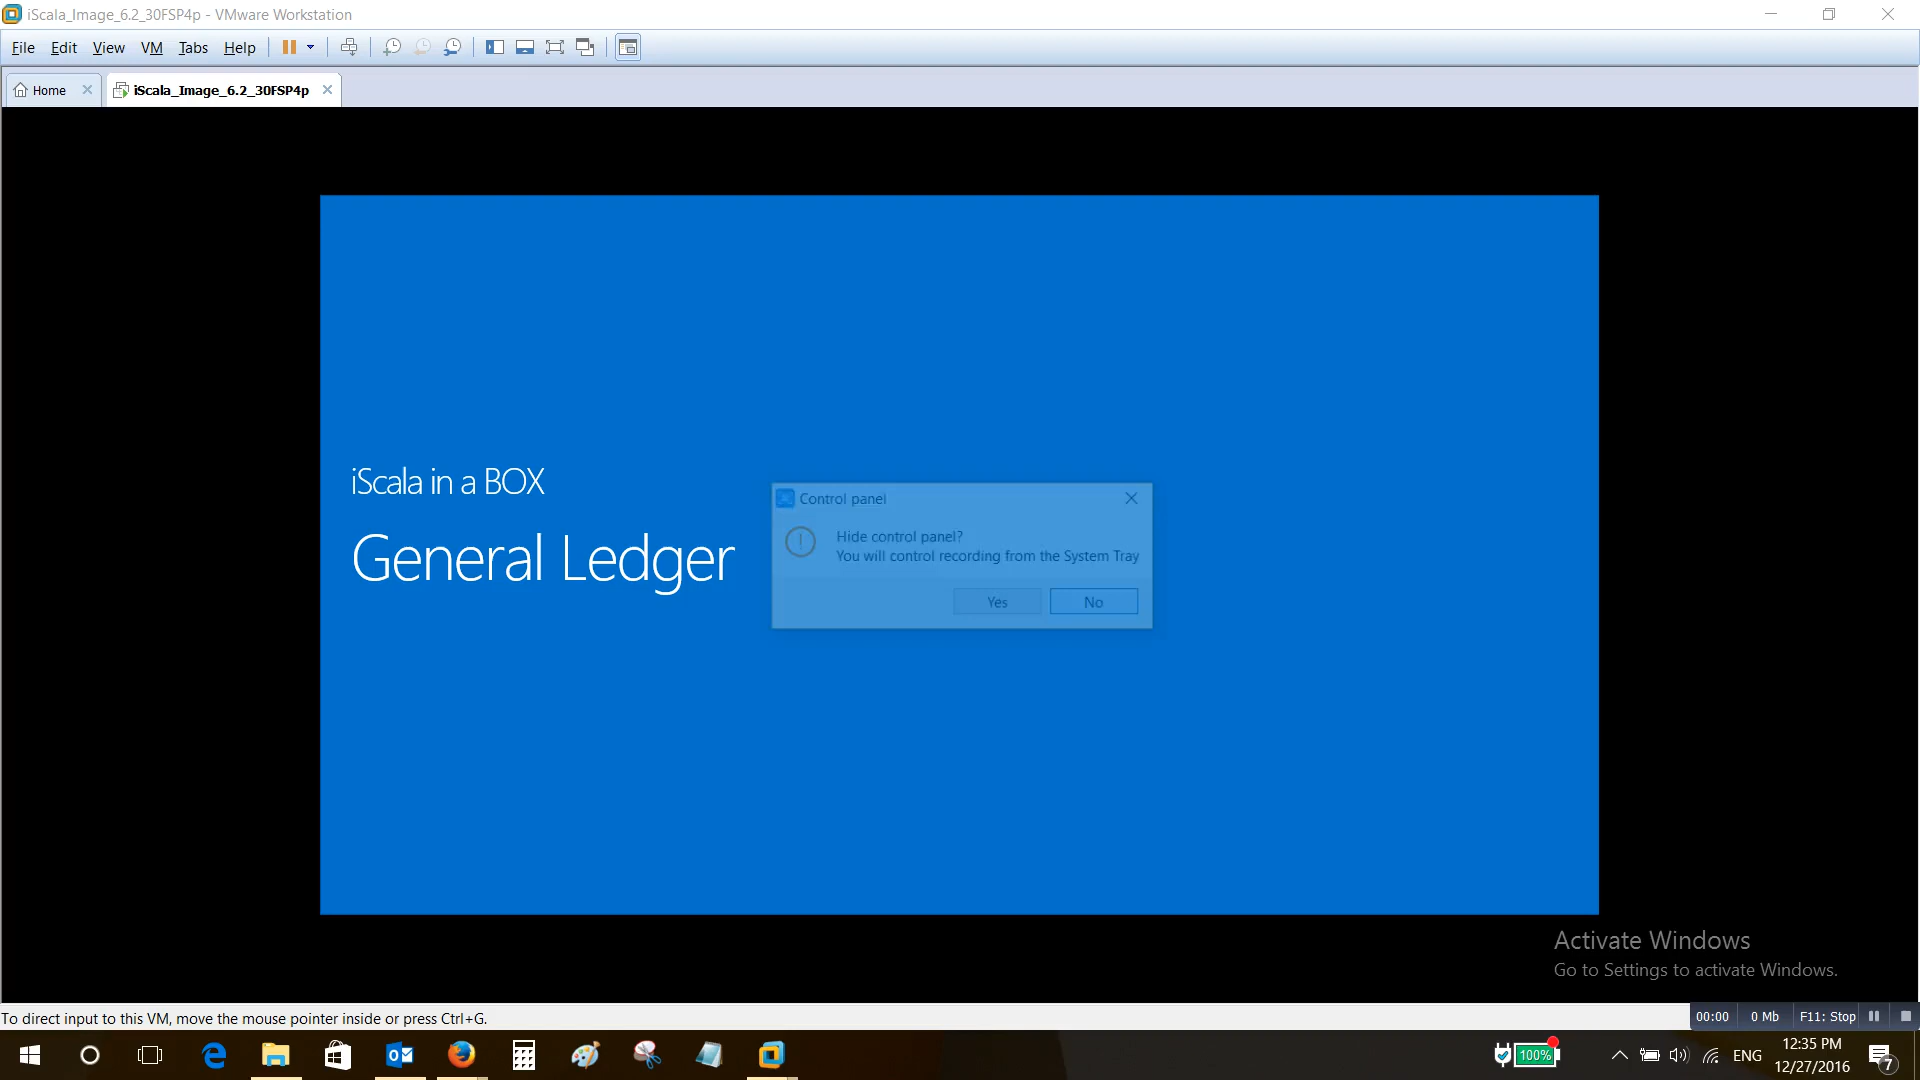 iScala_Image_6.2_30FSP4p - VMware Workstation
File Edit View VM Tabs Help
Home iScala_Image_6.2_30FSP4p
iScala in a BOX
General Ledger
Control panel
Hide control panel?
You will control recording from the System Tray
Yes No
Activate Windows
Go to Settings to activate Windows.
To direct input to this VM, move the mouse pointer inside or press Ctrl+G.
00:00 0 Mb F11: Stop
100% ENG 12:35 PM
12/27/2016 7